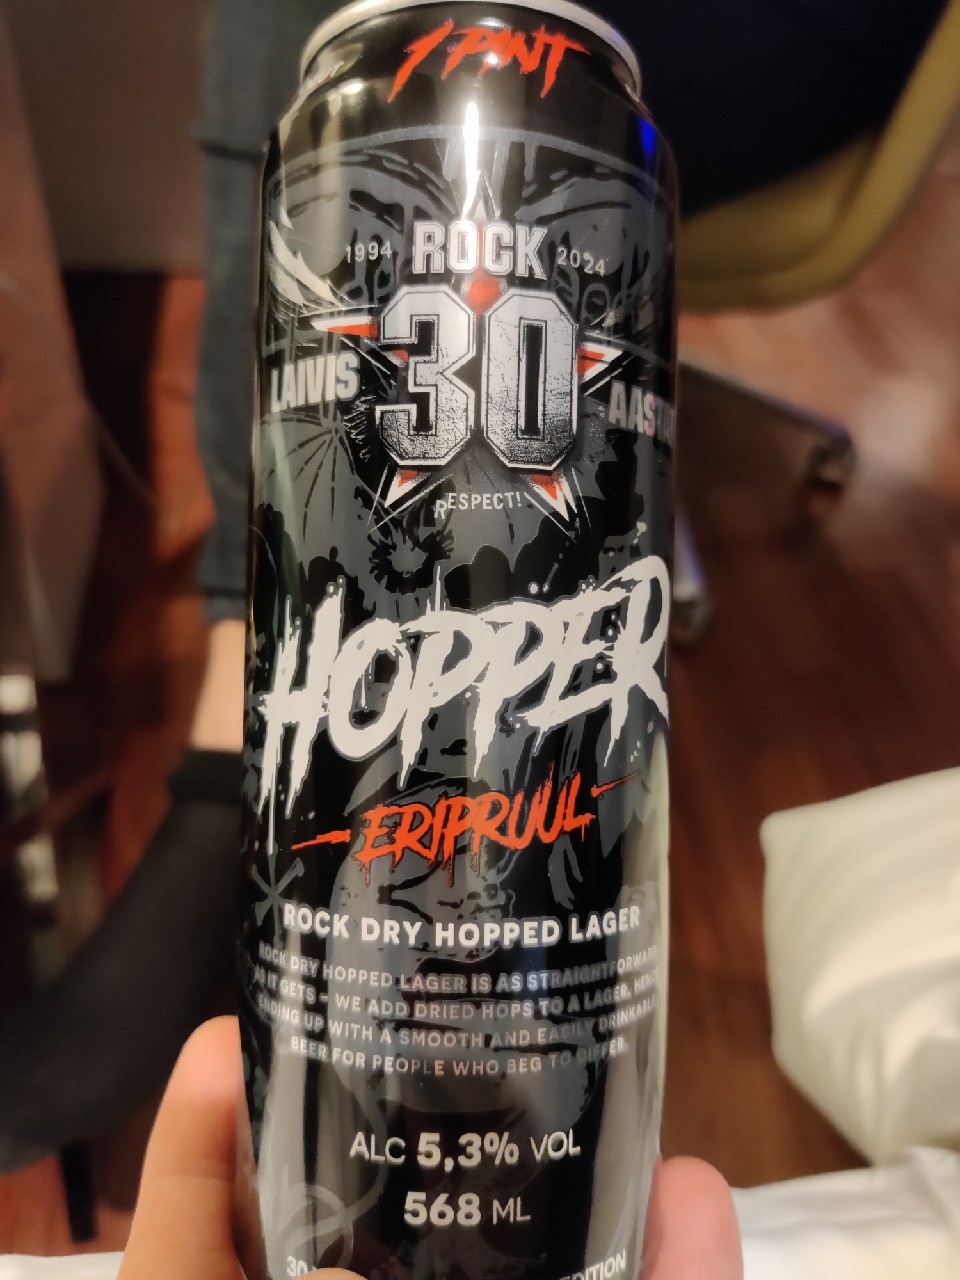 1 PINT
1994 ROCK 2024
30
LAIVIS
RESPECT!
HOPPER
ERIPRUUL
ROCK DRY HOPPED LAGER
ROCK DRY HOPPED LAGER IS AS STRAIGHTFORWARD
AS IT GETS - WE ADD DRIED HOPS TO A LAGER, HENCE
ENDING UP WITH A SMOOTH AND EASILY DRINKABLE
BEER FOR PEOPLE WHO BEG TO DIFFER.
ALC 5,3% VOL
568 ML
30 EDITION